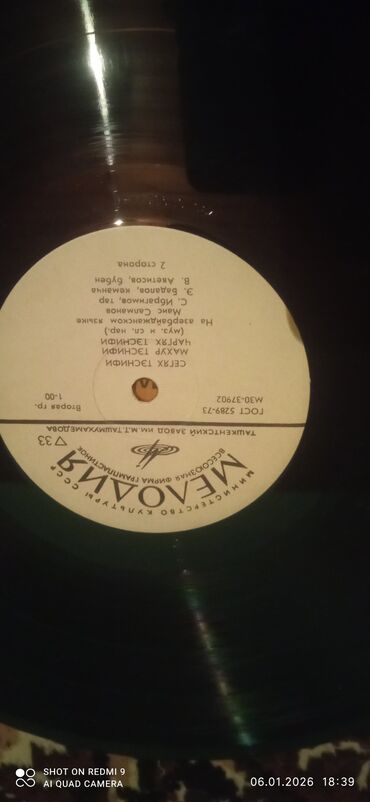 МИНИСТЕРСТВО КУЛЬТУРЫ СССР
МЕЛОДИЯ
ВСЕСОЮЗНАЯ ФИРМА ГРАМПЛАСТИНОК
▽33
ТАШКЕНТСКИЙ ЗАВОД ИМ. М.Т.ТАШМУХАМЕДОВА
ГОСТ 5289-73 Вторая гр.
М30-37902 1-00
СЕГЯХ ТЭСНИФИ
МАХУР ТЭСНИФИ
ЧАРГЯХ ТЭСНИФИ
(муз. и сл. нар.)
На азербайджанском языке
Макс Салманов
С. Ибрагимов, тар
Э. Бадалов, кеманча
В. Аветисов, бубен
2 сторона
SHOT ON REDMI 9
AI QUAD CAMERA
06.01.2026 18:39